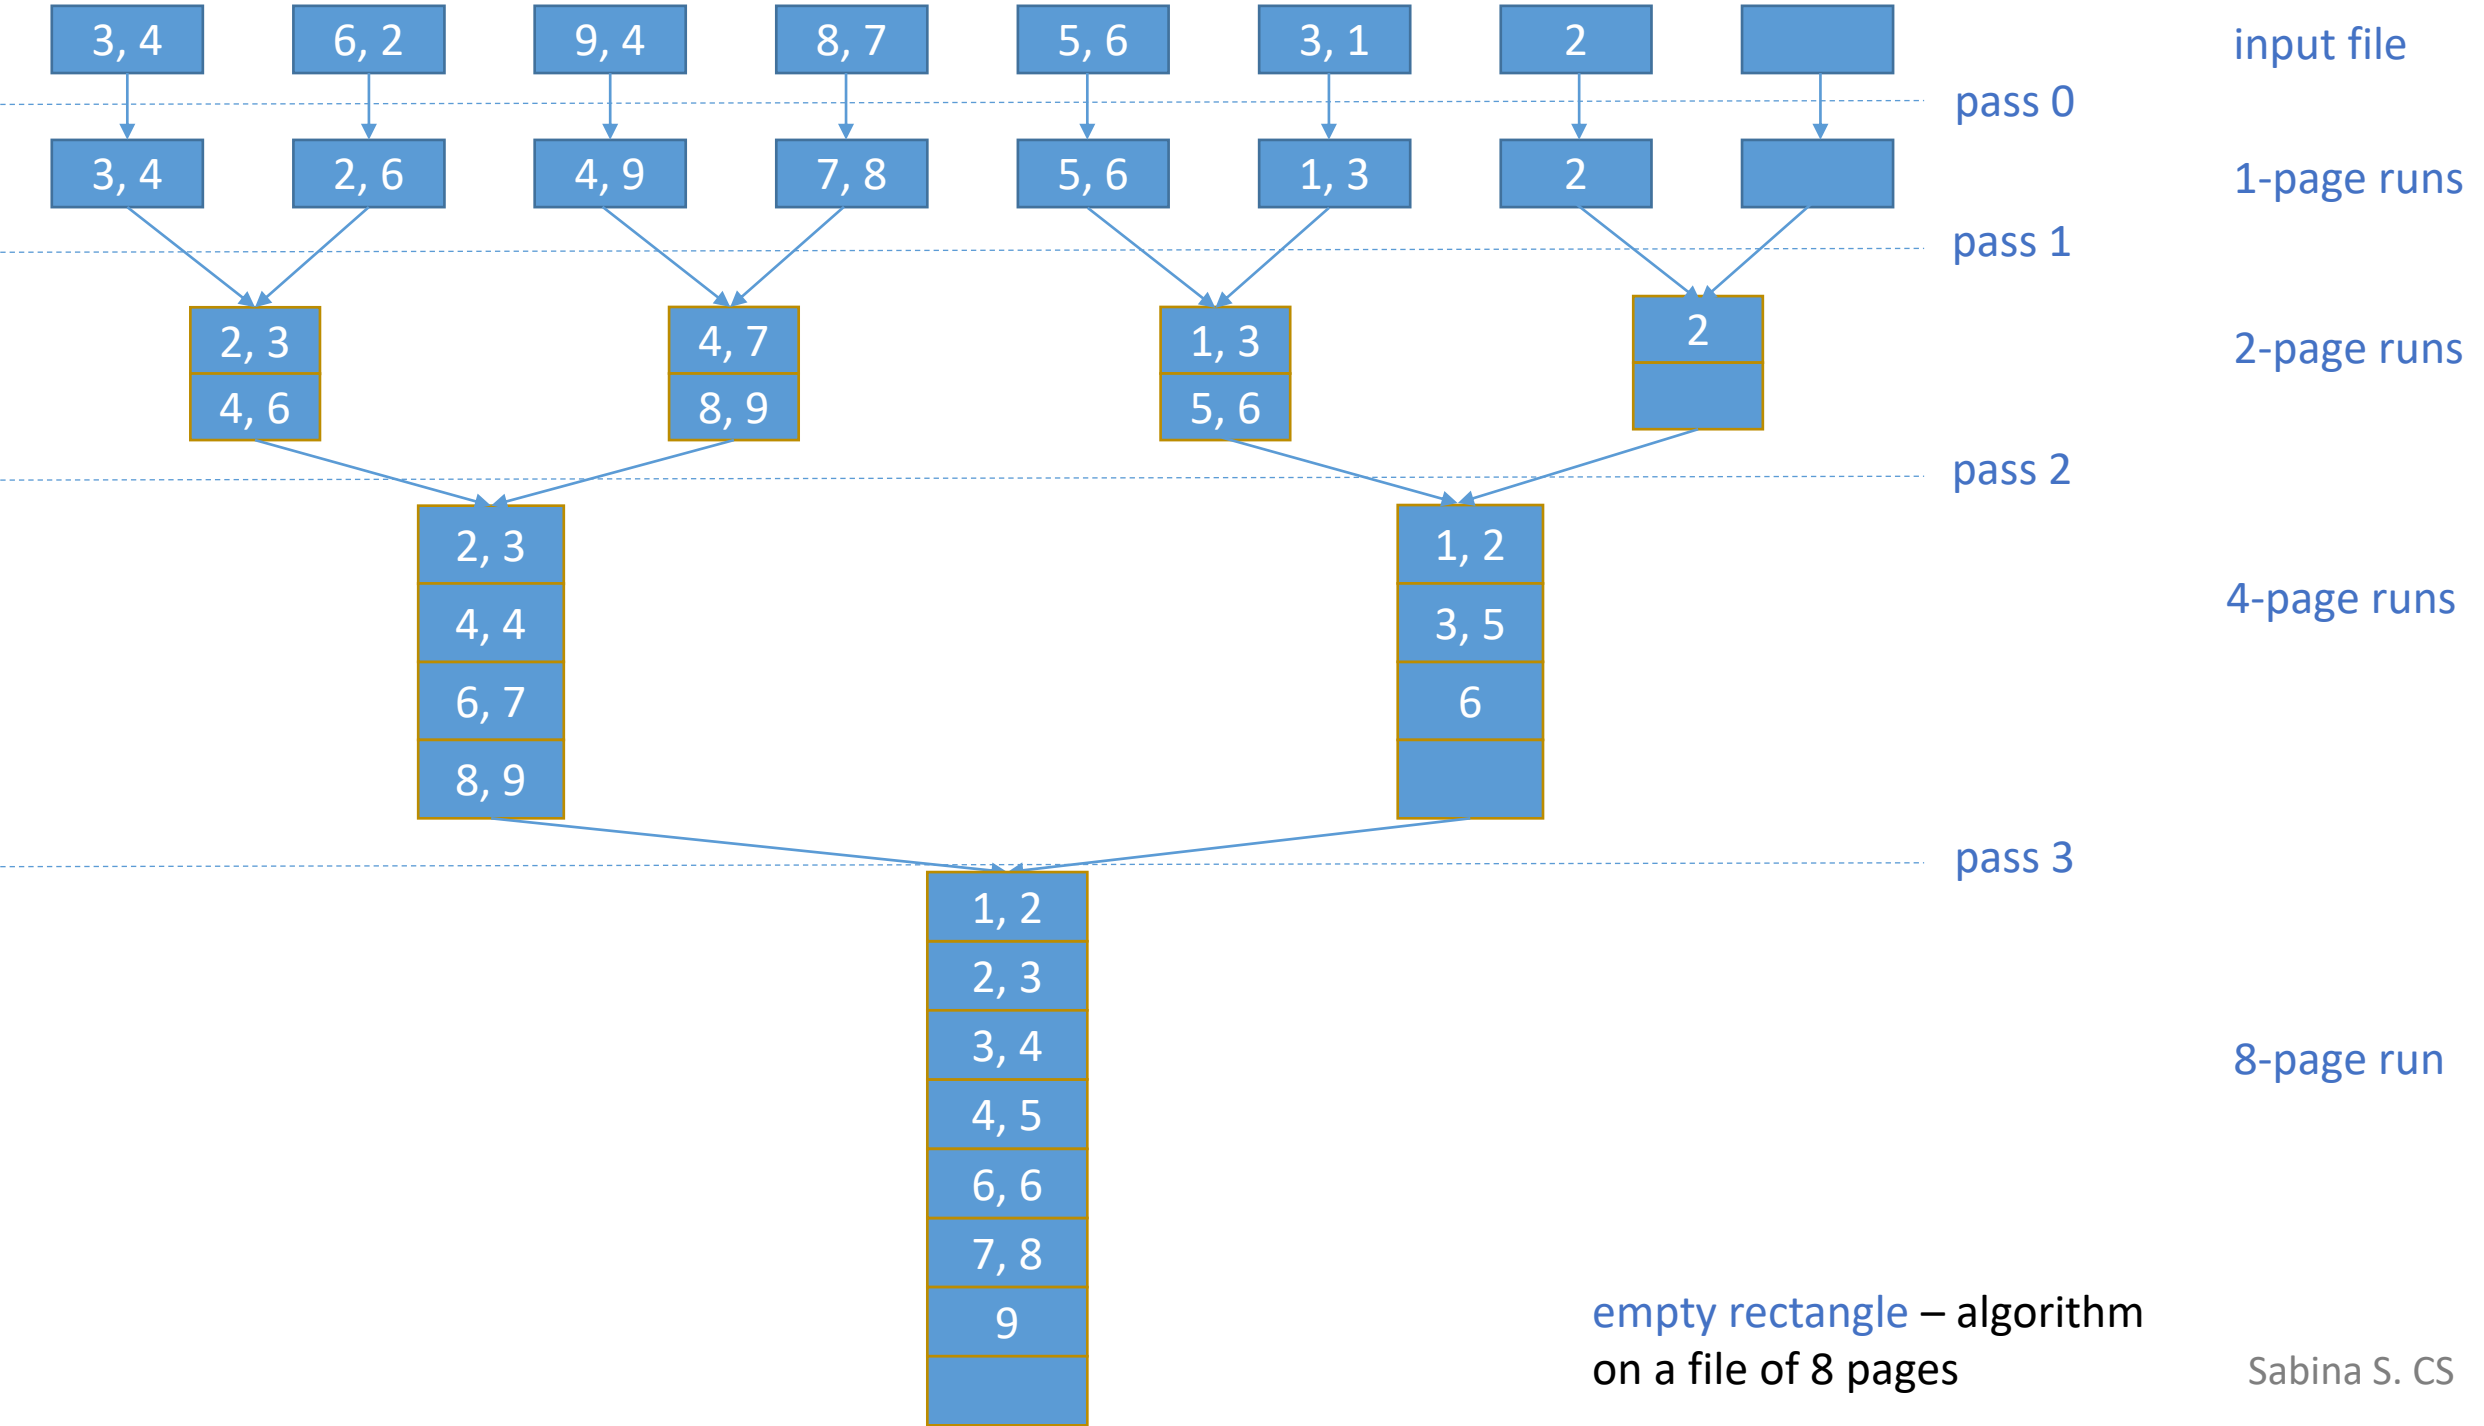 3, 4 6, 2 9, 4 8, 7 5, 6 3, 1 2 input file
pass 0
3, 4 2, 6 4, 9 7, 8 5, 6 1, 3 2 1-page runs
pass 1
2, 3 4, 7 1, 3 2 2-page runs
4, 6 8, 9 5, 6
pass 2
2, 3 1, 2
4, 4 3, 5 4-page runs
6, 7 6
8, 9
pass 3
1, 2
2, 3
3, 4 8-page run
4, 5
6, 6
7, 8
9
empty rectangle – algorithm
on a file of 8 pages
Sabina S. CS